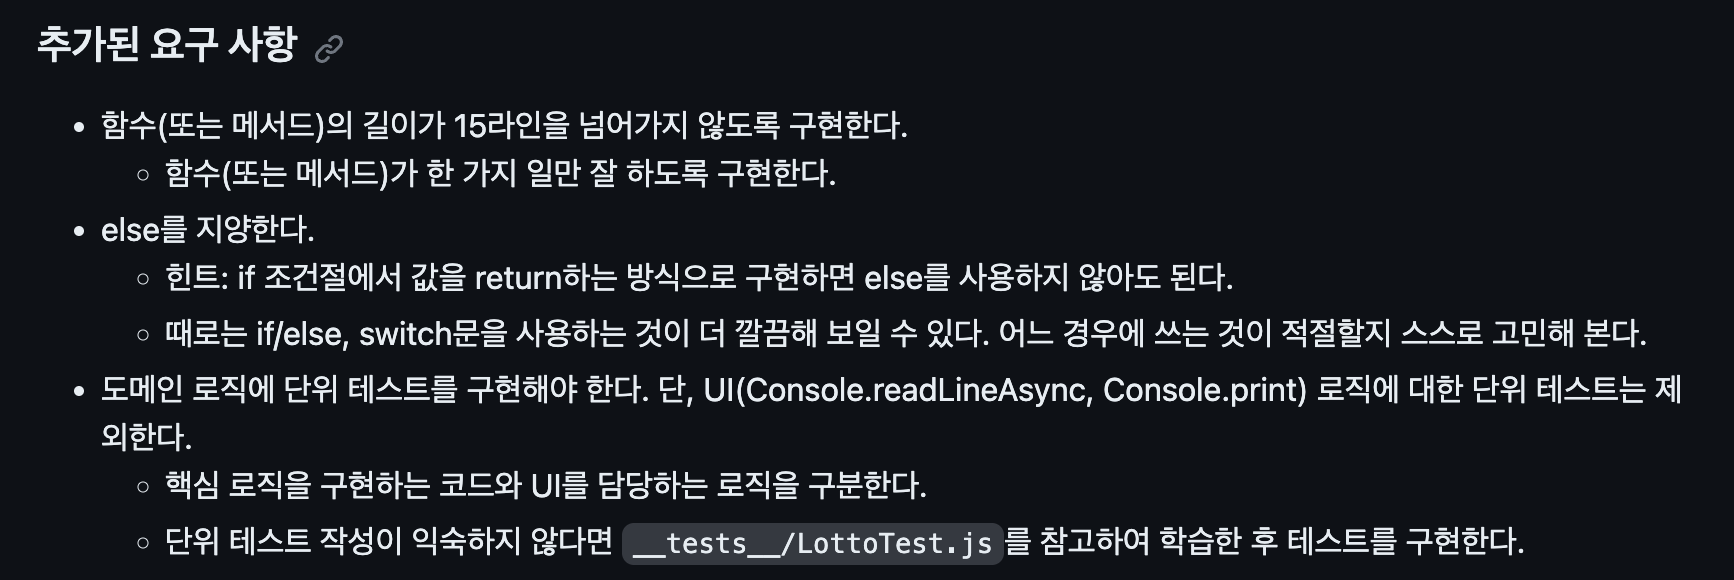 추가된 요구 사항
함수(또는 메서드)의 길이가 15라인을 넘어가지 않도록 구현한다.
함수(또는 메서드)가 한 가지 일만 잘 하도록 구현한다.
else를 지양한다.
힌트: if 조건절에서 값을 return하는 방식으로 구현하면 else를 사용하지 않아도 된다.
때로는 if/else, switch문을 사용하는 것이 더 깔끔해 보일 수 있다. 어느 경우에 쓰는 것이 적절할지 스스로 고민해 본다.
도메인 로직에 단위 테스트를 구현해야 한다. 단, UI(Console.readLineAsync, Console.print) 로직에 대한 단위 테스트는 제
외한다.
핵심 로직을 구현하는 코드와 UI를 담당하는 로직을 구분한다.
단위 테스트 작성이 익숙하지 않다면 __tests__/LottoTest.js를 참고하여 학습한 후 테스트를 구현한다.